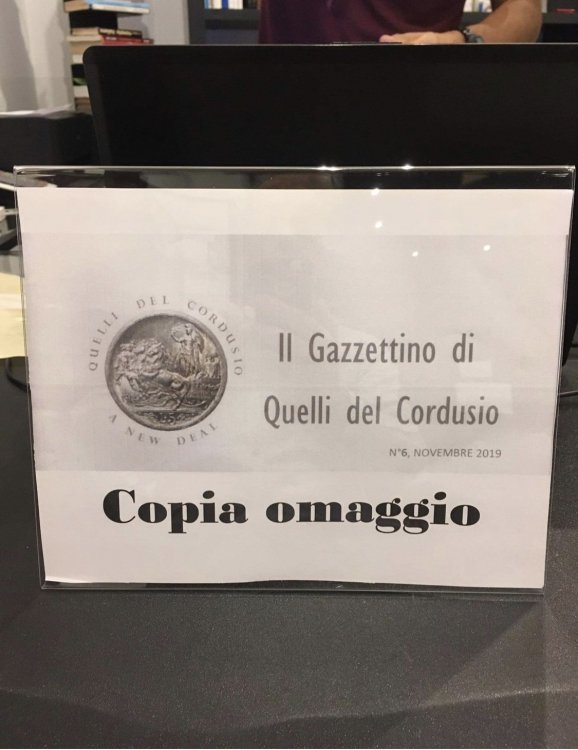 QUELLI DEL CORDUSIO
A NEW DEAL
Il Gazzettino di
Quelli del Cordusio
N°6, NOVEMBRE 2019
Copia omaggio